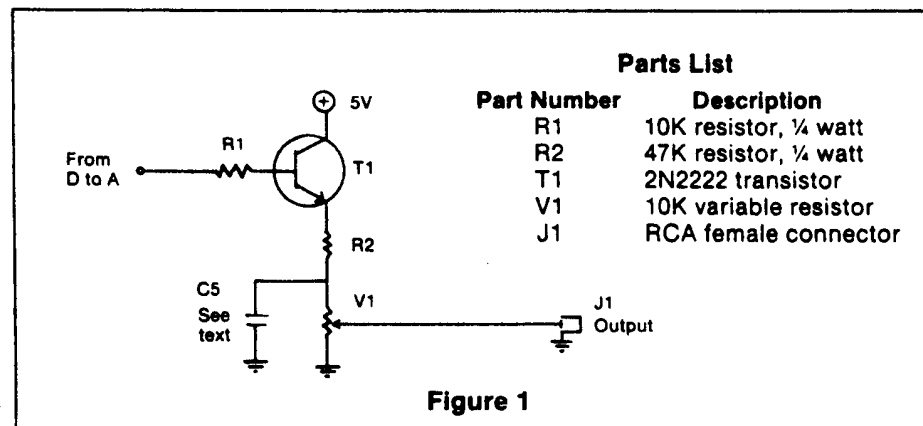 Parts List
Part Number Description
R1 10K resistor, ¼ watt
R2 47K resistor, ¼ watt
T1 2N2222 transistor
V1 10K variable resistor
J1 RCA female connector
5V
R1
From
D to A
T1
R2
C5
See
text
V1
J1
Output
Figure 1